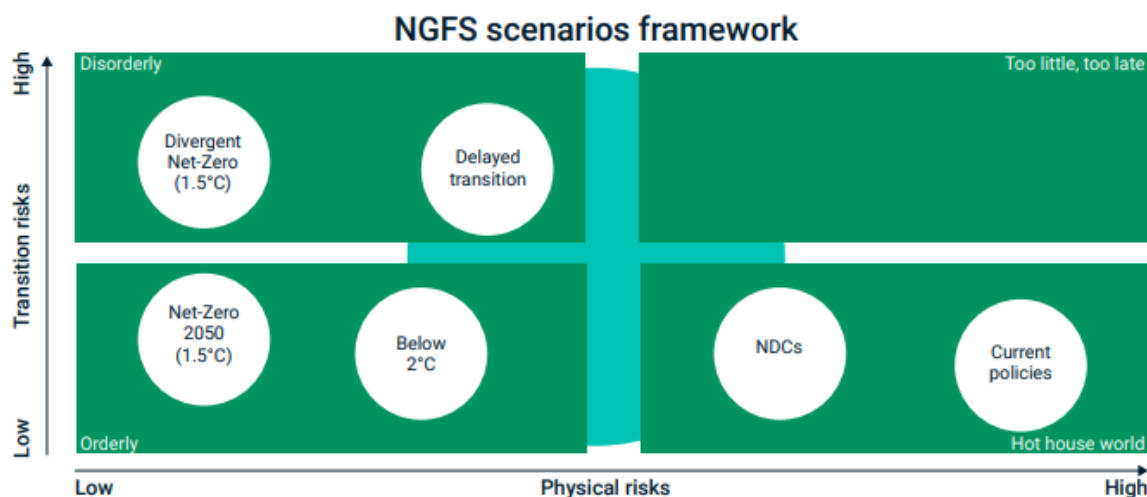 NGFS scenarios framework
High
Transition risks
Low
Disorderly
Too little, too late
Divergent
Net-Zero
(1.5°C)
Delayed
transition
Net-Zero
2050
(1.5°C)
Below
2°C
NDCs
Current
policies
Orderly
Hot house world
Low
Physical risks
High